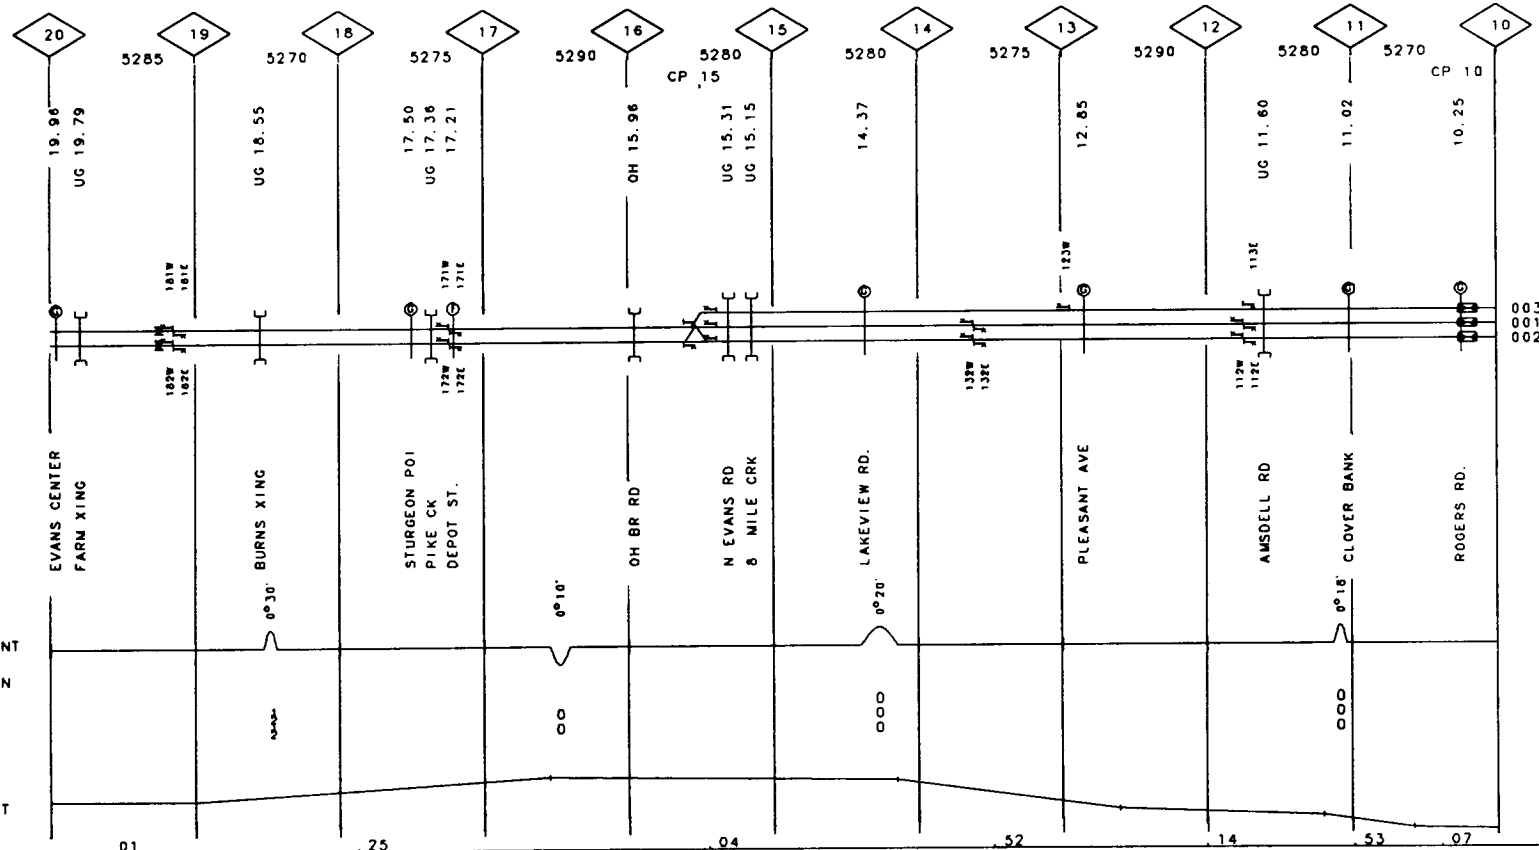 20 19 18 17 16 15 14 13 12 11 10
5285 5270 5275 5290 5280 5280 5275 5290 5280 5270
CP 15
CP 10
19.96
UG 19.79
UG 18.55
17.50
UG 17.36
17.21
OH 15.96
UG 15.31
UG 15.15
14.37
12.85
UG 11.60
11.02
10.25
181W
181E
171W
171E
123W
113E
G
G
G
G
G
G
003
001
002
182W
182E
172W
172E
132W
132E
112W
112E
EVANS CENTER
FARM XING
BURNS XING
STURGEON POI
PIKE CK
DEPOT ST.
OH BR RD
N EVANS RD
8 MILE CRK
LAKEVIEW RD.
PLEASANT AVE
AMSDELL RD
CLOVER BANK
ROGERS RD.
0°30'
0°10'
0°20'
0°18'
NT
N
00
000
000
T
.01 .25 .04 .52 .14 .53 .07